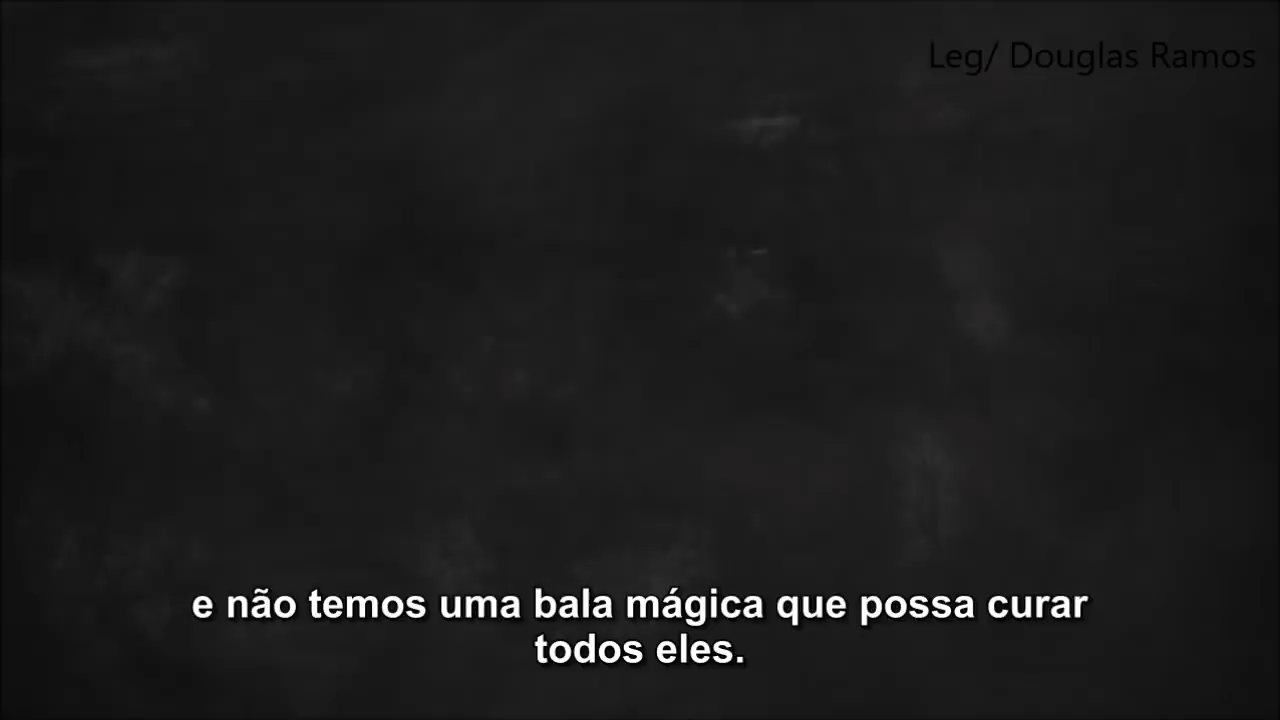 Leg/ Douglas Ramos
e não temos uma bala mágica que possa curar
todos eles.